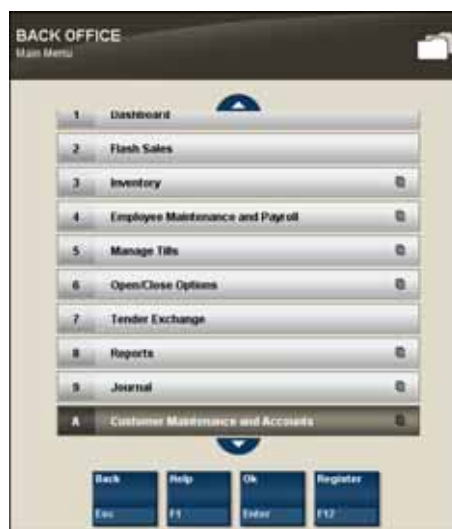 BACK OFFICE
Main Menu
1 Dashboard
2 Flash Sales
3 Inventory
4 Employee Maintenance and Payroll
5 Manage Tills
6 Open/Close Options
7 Tender Exchange
8 Reports
9 Journal
A Customer Maintenance and Accounts
Back Help Ok Register
Esc F1 Enter F12